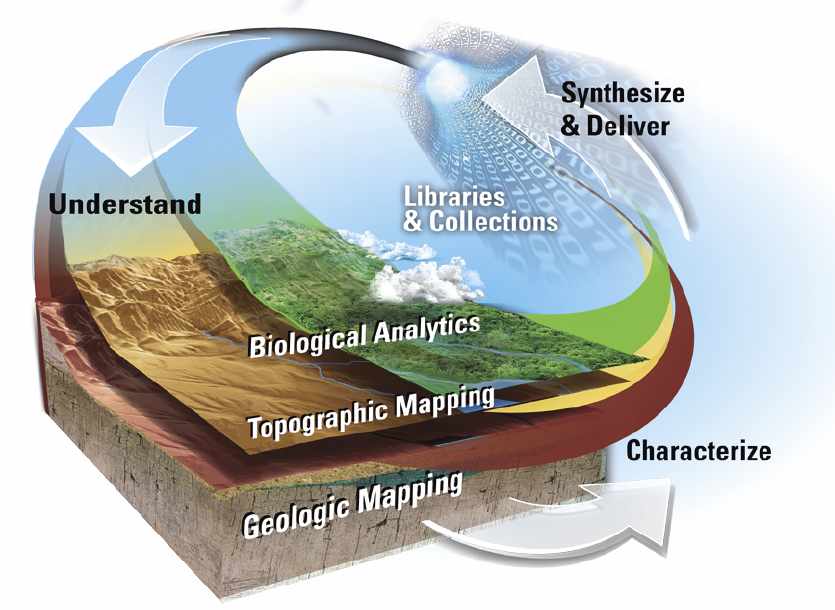 Synthesize
& Deliver
Understand
Libraries
& Collections
Biological Analytics
Topographic Mapping
Characterize
Geologic Mapping